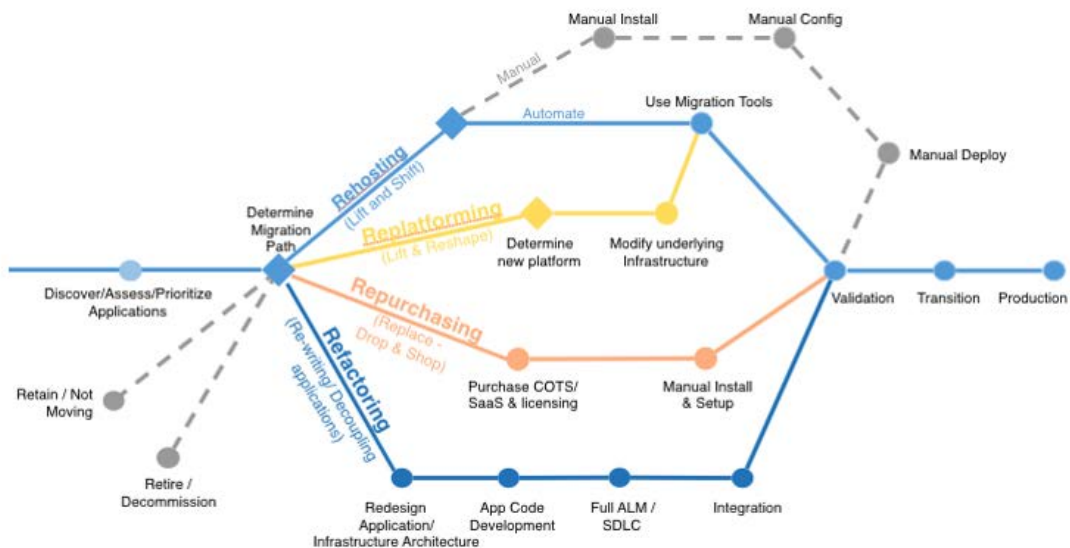 Manual Install
Manual Config
Manual
Use Migration Tools
Automate
Manual Deploy
Rehosting
(Lift and Shift)
Determine
Migration
Path
Replatforming
(Lift & Reshape)
Determine
new platform
Modify underlying
Infrastructure
Discover/Assess/Prioritize
Applications
Validation
Transition
Production
Repurchasing
(Replace -
Drop & Shop)
Purchase COTS/
SaaS & licensing
Manual Install
& Setup
Refactoring
(Re-writing/ Decoupling
applications)
Retain / Not
Moving
Retire /
Decommission
Redesign
Application/
Infrastructure Architecture
App Code
Development
Full ALM /
SDLC
Integration